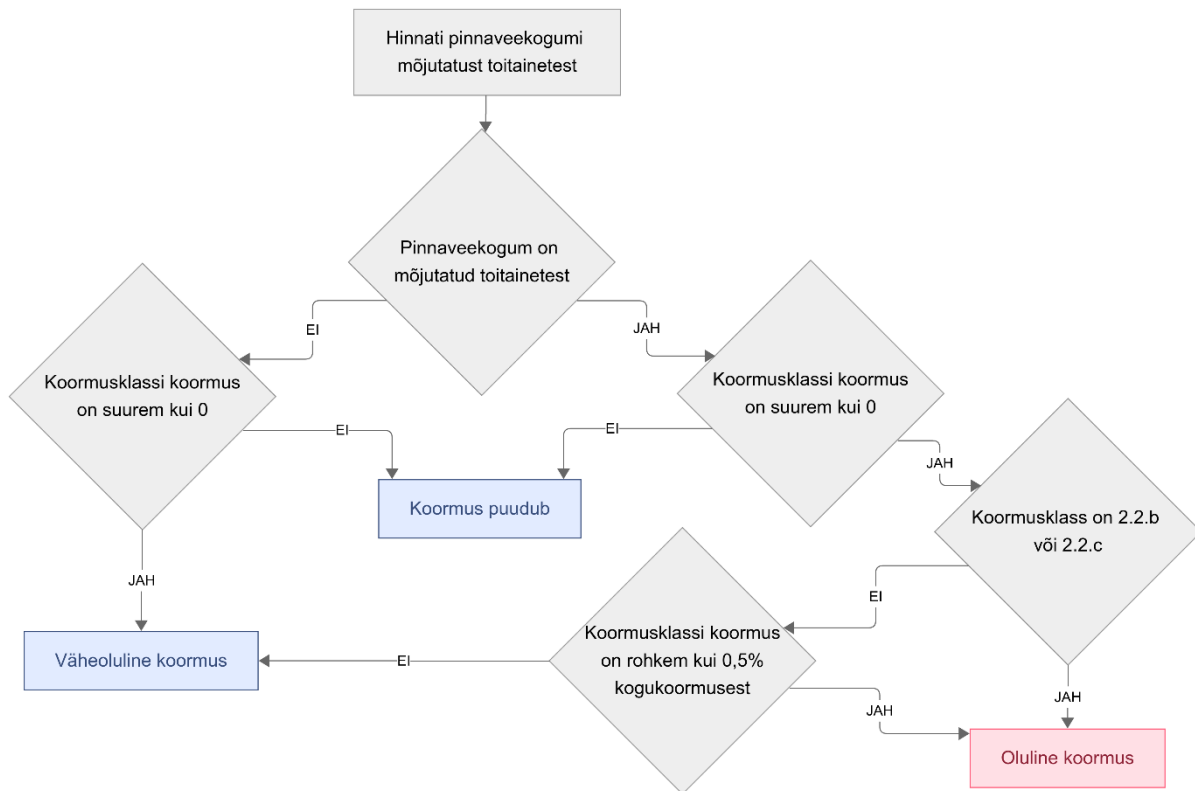 Hinnati pinnaveekogumi
mõjutatust toitainetest
Pinnaveekogum on
mõjutatud toitainetest
EI
JAH
Koormusklassi koormus
on suurem kui 0
Koormusklassi koormus
on suurem kui 0
EI
EI
JAH
Koormus puudub
Koormusklass on 2.2.b
või 2.2.c
JAH
EI
Koormusklassi koormus
on rohkem kui 0,5%
kogukoormusest
Väheoluline koormus
EI
JAH
JAH
Oluline koormus